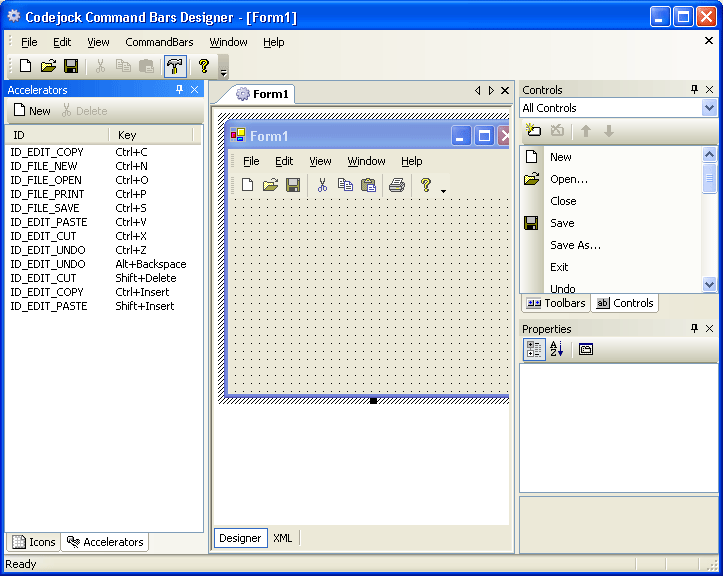 Codejock Command Bars Designer - [Form1]
File Edit View CommandBars Window Help
Accelerators
New Delete
ID Key
ID_EDIT_COPY Ctrl+C
ID_FILE_NEW Ctrl+N
ID_FILE_OPEN Ctrl+O
ID_FILE_PRINT Ctrl+P
ID_FILE_SAVE Ctrl+S
ID_EDIT_PASTE Ctrl+V
ID_EDIT_CUT Ctrl+X
ID_EDIT_UNDO Ctrl+Z
ID_EDIT_UNDO Alt+Backspace
ID_EDIT_CUT Shift+Delete
ID_EDIT_COPY Ctrl+Insert
ID_EDIT_PASTE Shift+Insert
Icons Accelerators
Form1
Form1
File Edit View Window Help
Designer XML
Controls
All Controls
New
Open...
Close
Save
Save As...
Exit
Undo
Toolbars ab Controls
Properties
A
Z
Ready